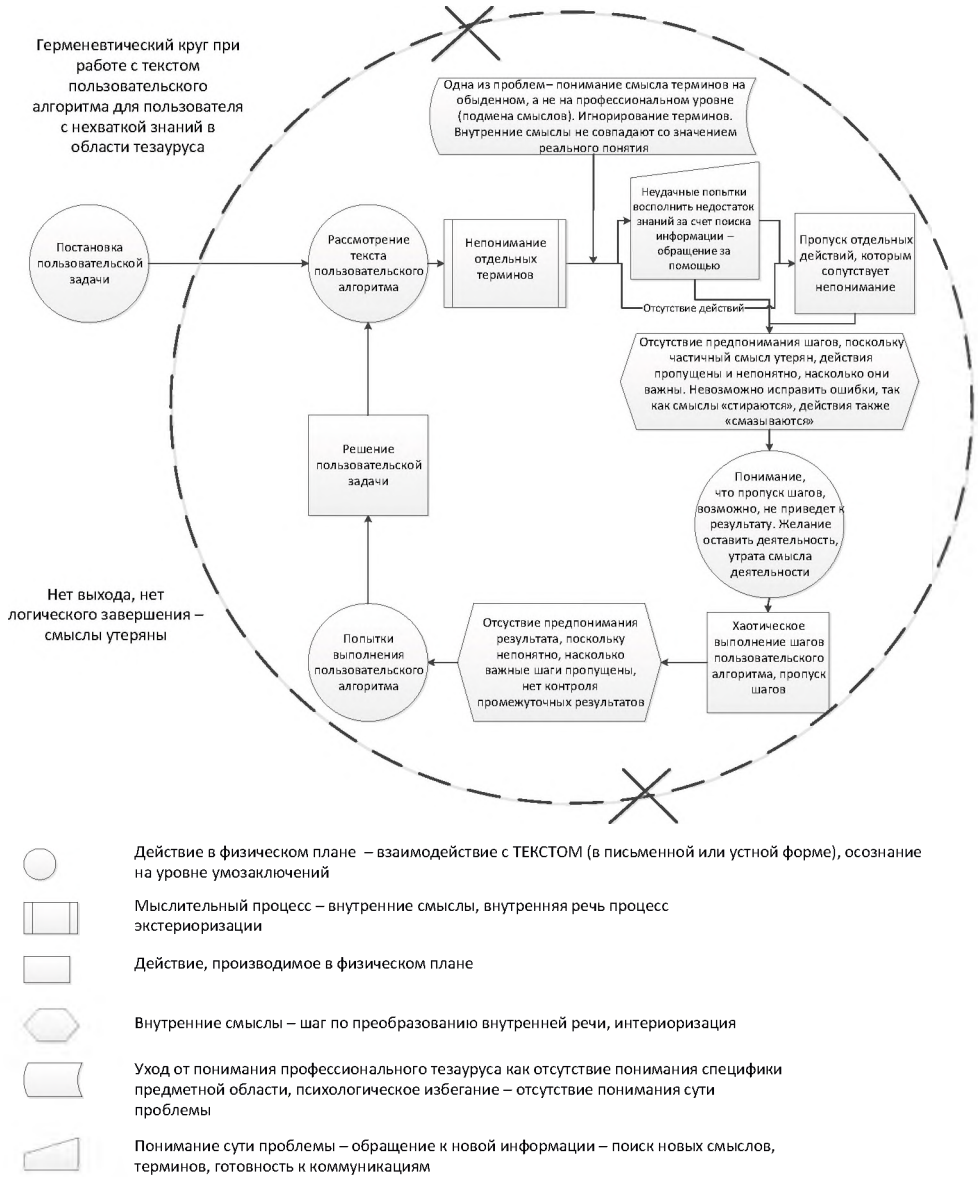 Герменевтический круг при
работе с текстом
пользовательского
алгоритма для пользователя
с нехваткой знаний в
области тезауруса
Одна из проблем– понимание смысла терминов на
обыденном, а не на профессиональном уровне
(подмена смыслов). Игнорирование терминов.
Внутренние смыслы не совпадают со значением
реального понятия
Постановка
пользовательской
задачи
Рассмотрение
текста
пользовательского
алгоритма
Непонимание
отдельных
терминов
Неудачные попытки
восполнить недостаток
знаний за счет поиска
информации –
обращение за
помощью
Пропуск отдельных
действий, которым
сопутствует
непонимание
Отсутствие действий
Отсутствие предпонимания шагов, поскольку
частичный смысл утерян, действия
пропущены и непонятно, насколько они
важны. Невозможно исправить ошибки, так
как смыслы «стираются», действия также
«смазываются»
Понимание,
что пропуск шагов,
возможно, не приведет к
результату. Желание
оставить деятельность,
утрата смысла
деятельности
Хаотическое
выполнение шагов
пользовательского
алгоритма, пропуск
шагов
Отсуствие предпонимания
результата, поскольку
непонятно, насколько
важные шаги пропущены,
нет контроля
промежуточных результатов
Попытки
выполнения
пользовательского
алгоритма
Решение
пользовательской
задачи
Нет выхода, нет
логического завершения –
смыслы утеряны
Действие в физическом плане – взаимодействие с ТЕКСТОМ (в письменной или устной форме), осознание
на уровне умозаключений
Мыслительный процесс – внутренние смыслы, внутренняя речь процесс
экстериоризации
Действие, производимое в физическом плане
Внутренние смыслы – шаг по преобразованию внутренней речи, интериоризация
Уход от понимания профессионального тезауруса как отсутствие понимания специфики
предметной области, психологическое избегание – отсутствие понимания сути
проблемы
Понимание сути проблемы – обращение к новой информации – поиск новых смыслов,
терминов, готовность к коммуникациям